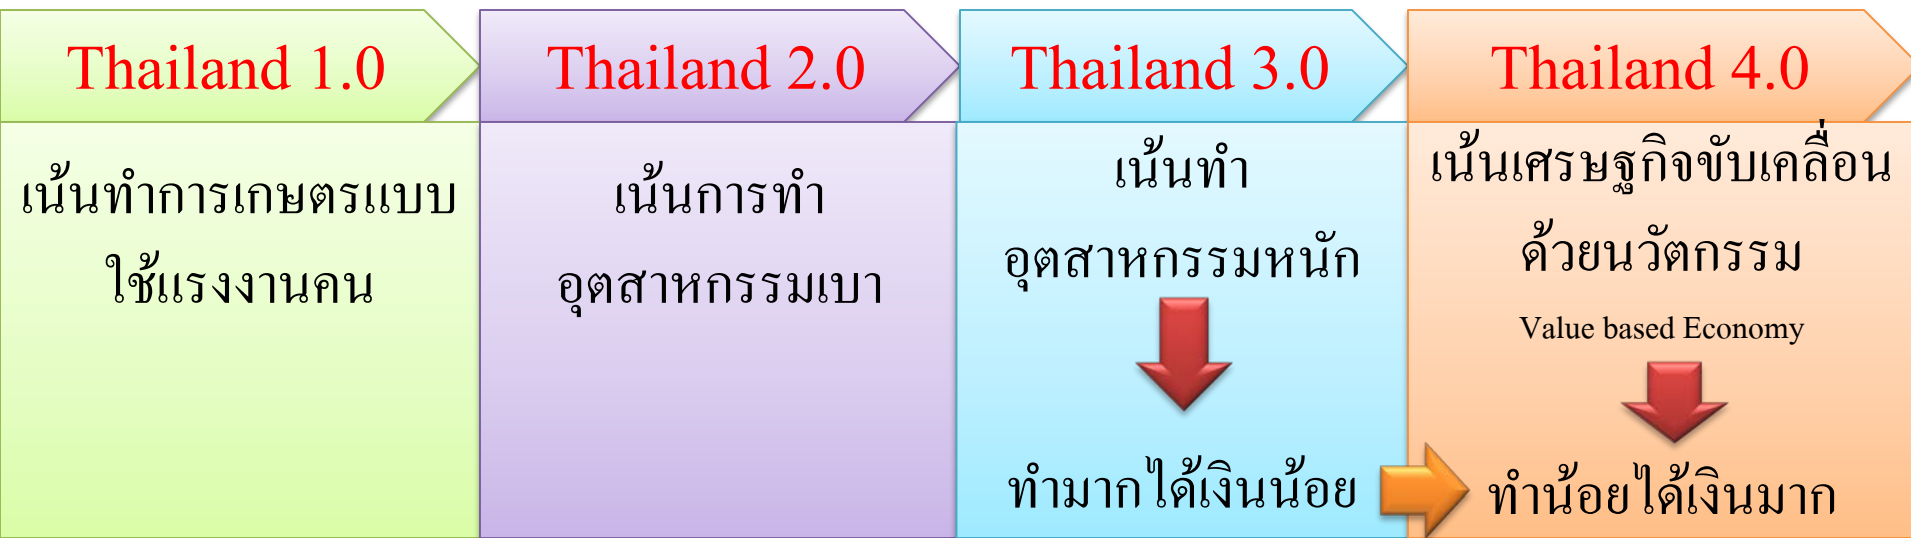 Thailand 1.0
เน้นทำการเกษตรแบบ
ใช้แรงงานคน
Thailand 2.0
เน้นการทำ
อุตสาหกรรมเบา
Thailand 3.0
เน้นทำ
อุตสาหกรรมหนัก
ทำมากได้เงินน้อย
Thailand 4.0
เน้นเศรษฐกิจขับเคลื่อน
ด้วยนวัตกรรม
Value based Economy
ทำน้อยได้เงินมาก